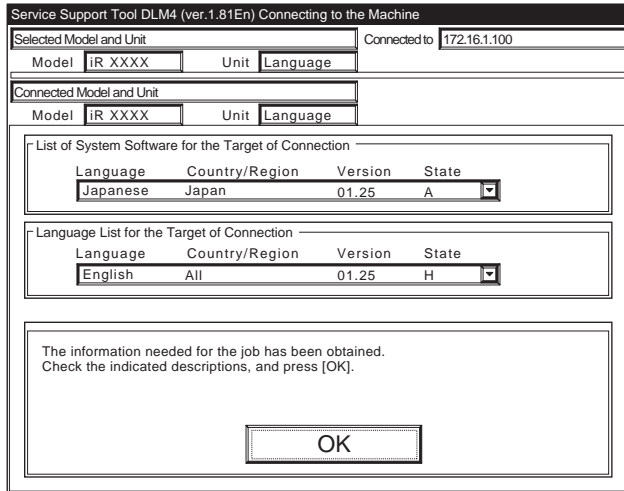 Service Support Tool DLM4 (ver.1.81En) Connecting to the Machine
Selected Model and Unit Connected to 172.16.1.100
Model iR XXXX Unit Language
Connected Model and Unit
Model iR XXXX Unit Language
List of System Software for the Target of Connection
Language Country/Region Version State
Japanese Japan 01.25 A
Language List for the Target of Connection
Language Country/Region Version State
English All 01.25 H
The information needed for the job has been obtained.
Check the indicated descriptions, and press [OK].
OK